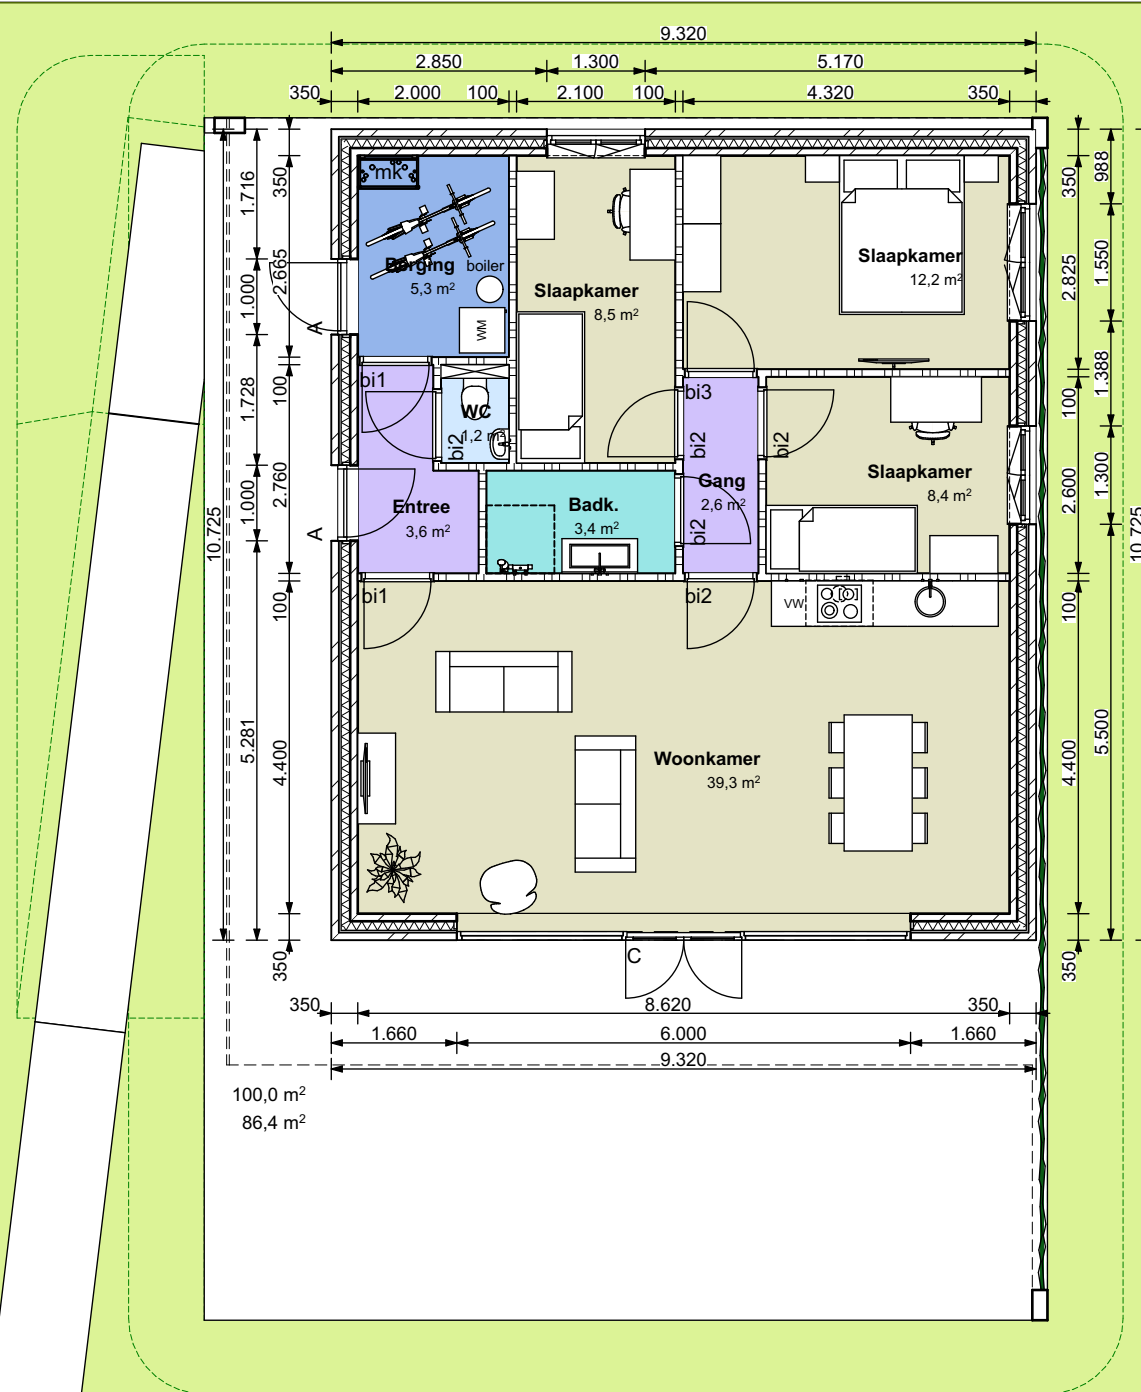 9.320
2.850 1.300 5.170
350 2.000 100 2.100 100 4.320 350
1.716
1.000
1.728
1.000
5.281
10.725
350
2.665
100
2.760
100
4.400
350
350
2.825
100
2.600
100
4.400
350
988
1.550
1.388
1.300
5.500
10.725
mk
Berging
5,3 m²
boiler
WM
Slaapkamer
8,5 m²
Slaapkamer
12,2 m²
A
bi1
WC
1,2 m²
bi2
bi3
bi2
bi2
Slaapkamer
8,4 m²
Gang
2,6 m²
bi2
Entree
3,6 m²
Badk.
3,4 m²
A
bi1
bi2
VW
Woonkamer
39,3 m²
C
350 8.620 350
1.660 6.000 1.660
9.320
100,0 m²
86,4 m²